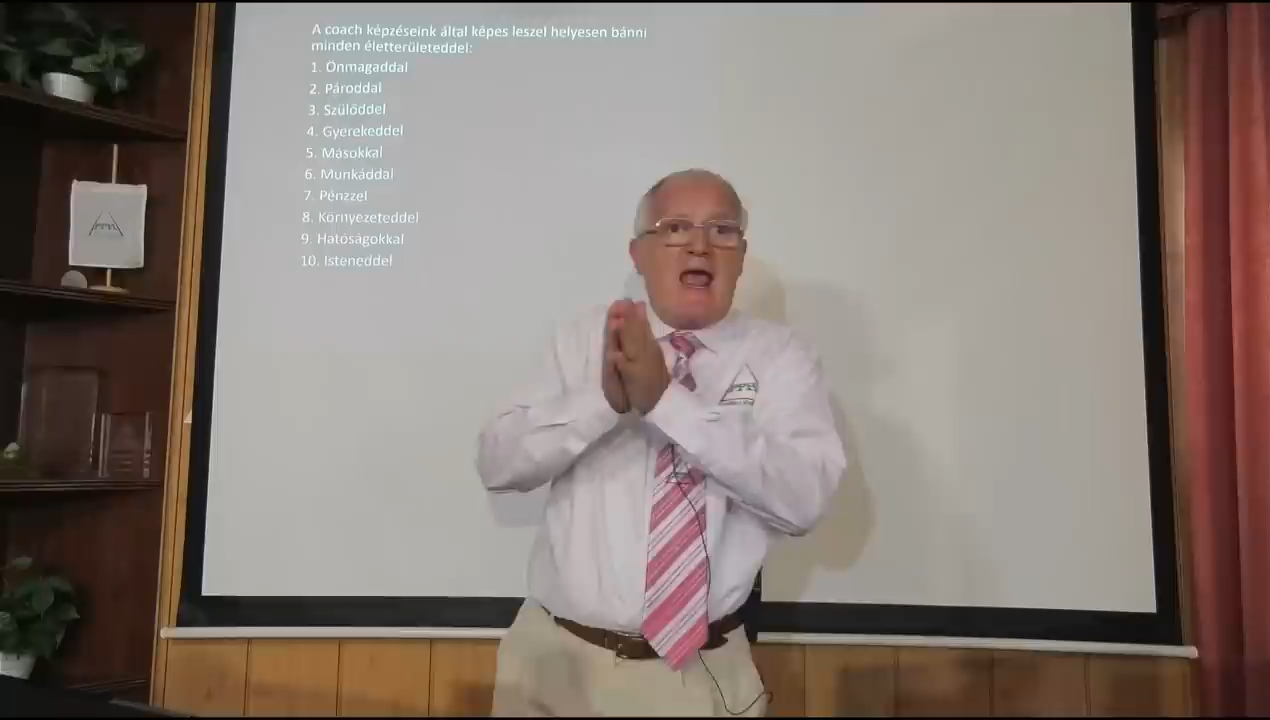 A coach képzéseink által képes leszel helyesen bánni
minden életterületeddel:
1. Önmagaddal
2. Pároddal
3. Szülőddel
4. Gyerekeddel
5. Másokkal
6. Munkáddal
7. Pénzzel
8. Környezeteddel
9. Hatóságokkal
10. Isteneddel